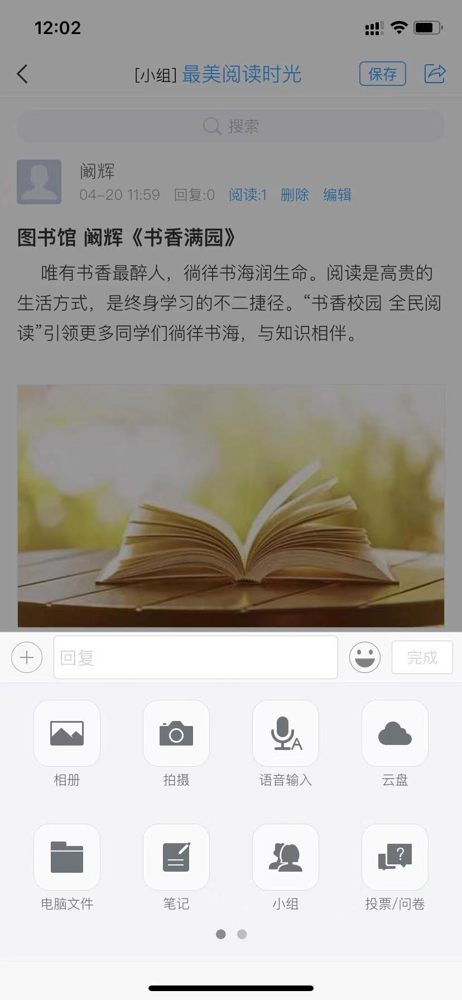 12:02
[小组] 最美阅读时光
保存
搜索
阚辉
04-20 11:59 回复:0 阅读:1 删除 编辑
图书馆 阚辉《书香满园》
唯有书香最醉人，徜徉书海润生命。阅读是高贵的
生活方式，是终身学习的不二捷径。“书香校园 全民阅
读”引领更多同学们徜徉书海，与知识相伴。
回复
完成
相册 拍摄 语音输入 云盘
电脑文件 笔记 小组 投票/问卷